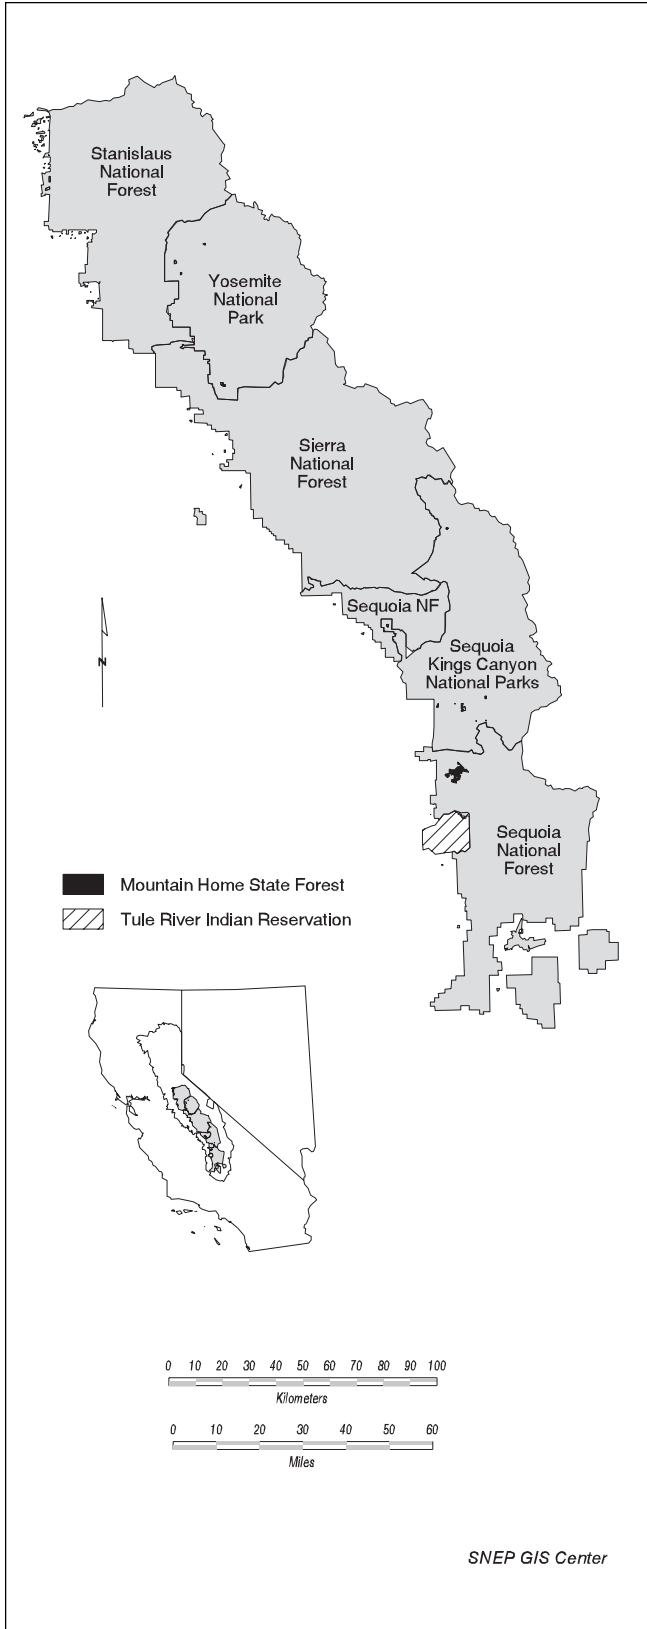 Stanislaus
National
Forest
Yosemite
National
Park
Sierra
National
Forest
Sequoia NF
N
Sequoia
Kings Canyon
National Parks
Sequoia
National
Forest
Mountain Home State Forest
Tule River Indian Reservation
0 10 20 30 40 50 60 70 80 90 100
Kilometers
0 10 20 30 40 50 60
Miles
SNEP GIS Center